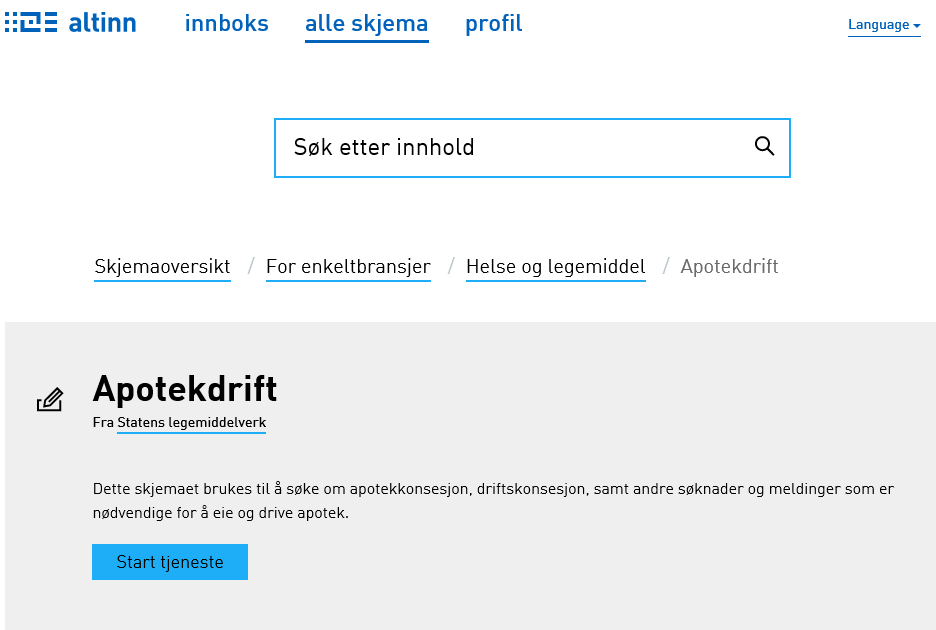 altinn innboks alle skjema profil Language
Søk etter innhold
Skjemaoversikt / For enkeltbransjer / Helse og legemiddel / Apotekdrift
Apotekdrift
Fra Statens legemiddelverk
Dette skjemaet brukes til å søke om apotekkonsesjon, driftskonsesjon, samt andre søknader og meldinger som er
nødvendige for å eie og drive apotek.
Start tjeneste